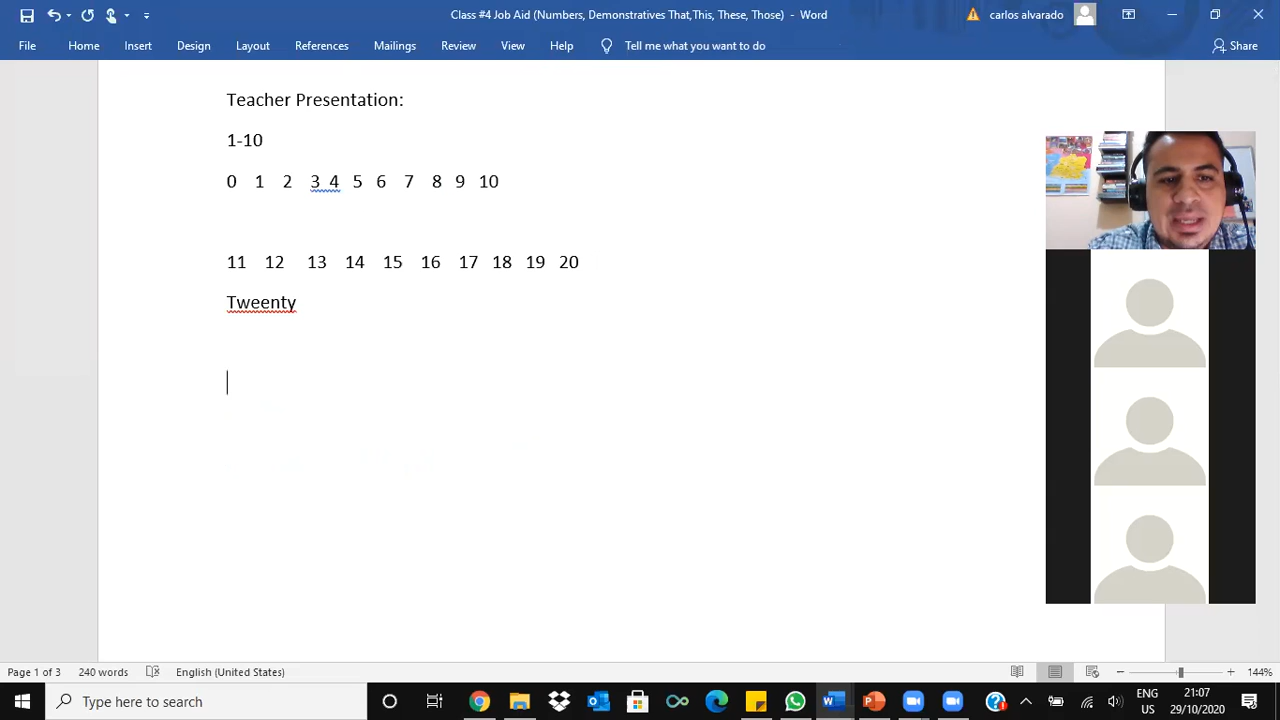 Class #4 Job Aid (Numbers, Demonstratives That,This, These, Those) - Word
carlos alvarado
File Home Insert Design Layout References Mailings Review View Help Tell me what you want to do Share
Teacher Presentation:
1-10
0 1 2 3 4 5 6 7 8 9 10
11 12 13 14 15 16 17 18 19 20
Tweenty
Page 1 of 3 240 words English (United States) 144%
Type here to search
ENG
US
21:07
29/10/2020